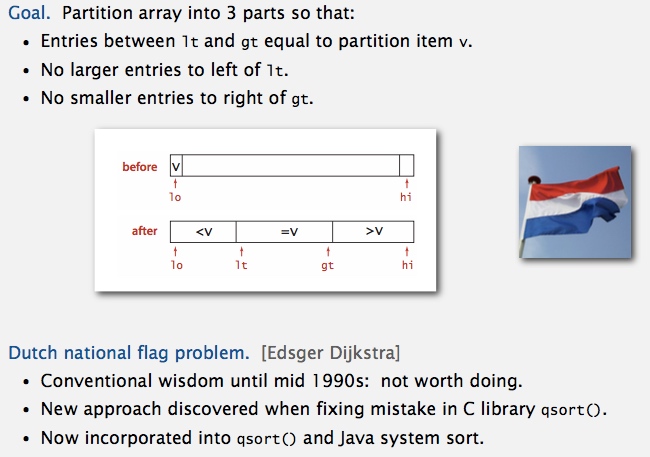 Goal. Partition array into 3 parts so that:
• Entries between lt and gt equal to partition item v.
• No larger entries to left of lt.
• No smaller entries to right of gt.
before v
lo hi
after <v =v >v
lo lt gt hi
Dutch national flag problem. [Edsger Dijkstra]
• Conventional wisdom until mid 1990s: not worth doing.
• New approach discovered when fixing mistake in C library qsort().
• Now incorporated into qsort() and Java system sort.